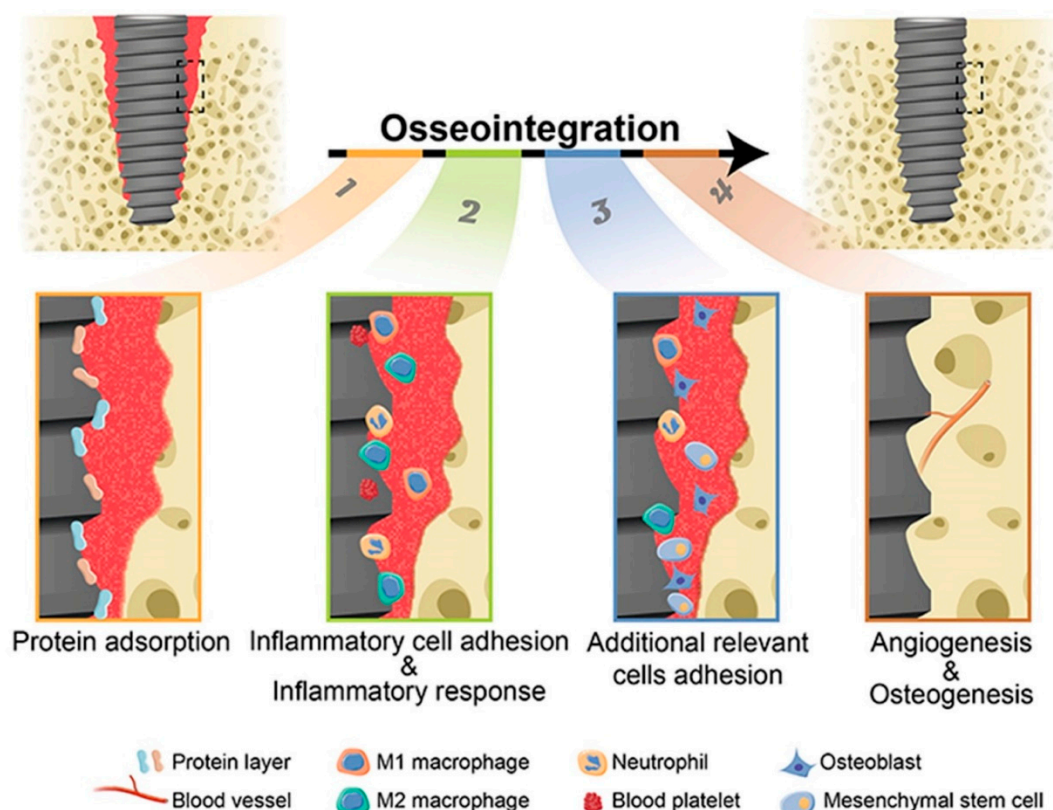 Osseointegration
1
2
3
4
Protein adsorption
Inflammatory cell adhesion
&
Inflammatory response
Additional relevant
cells adhesion
Angiogenesis
&
Osteogenesis
Protein layer
M1 macrophage
Neutrophil
Osteoblast
Blood vessel
M2 macrophage
Blood platelet
Mesenchymal stem cell